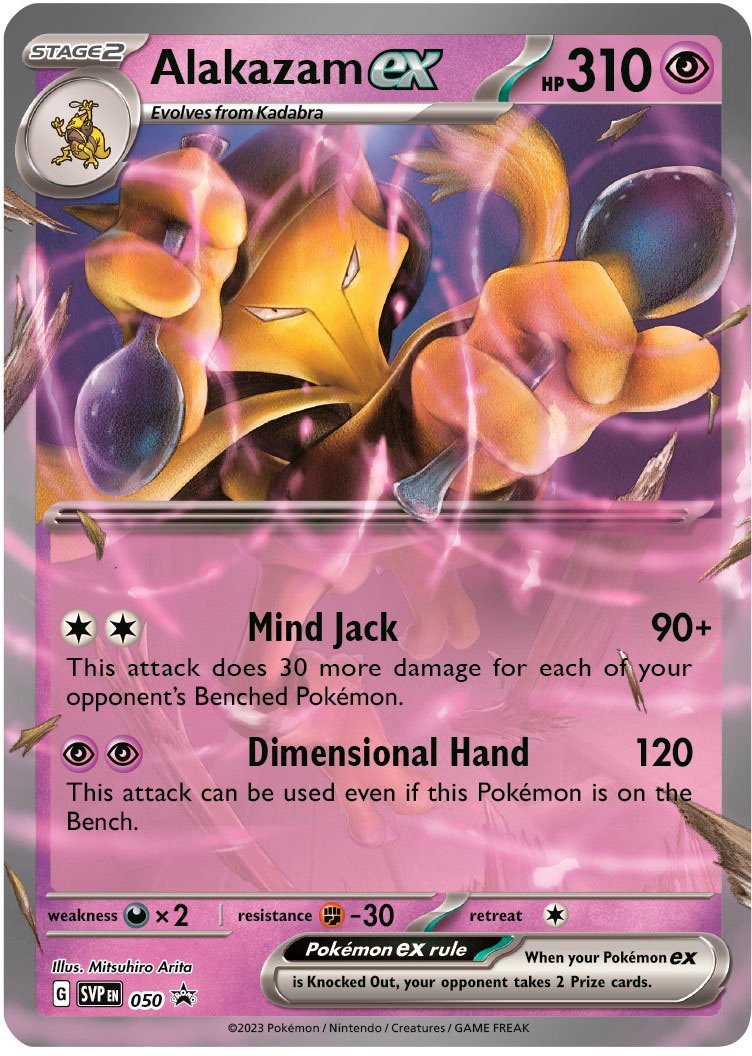 STAGE2
Alakazam ex
HP 310
Evolves from Kadabra
Mind Jack 90+
This attack does 30 more damage for each of your
opponent's Benched Pokémon.
Dimensional Hand 120
This attack can be used even if this Pokémon is on the
Bench.
weakness ×2 resistance -30 retreat
Illus. Mitsuhiro Arita
Pokémon ex rule
When your Pokémon ex
is Knocked Out, your opponent takes 2 Prize cards.
G SVP EN 050
©2023 Pokémon / Nintendo / Creatures / GAME FREAK